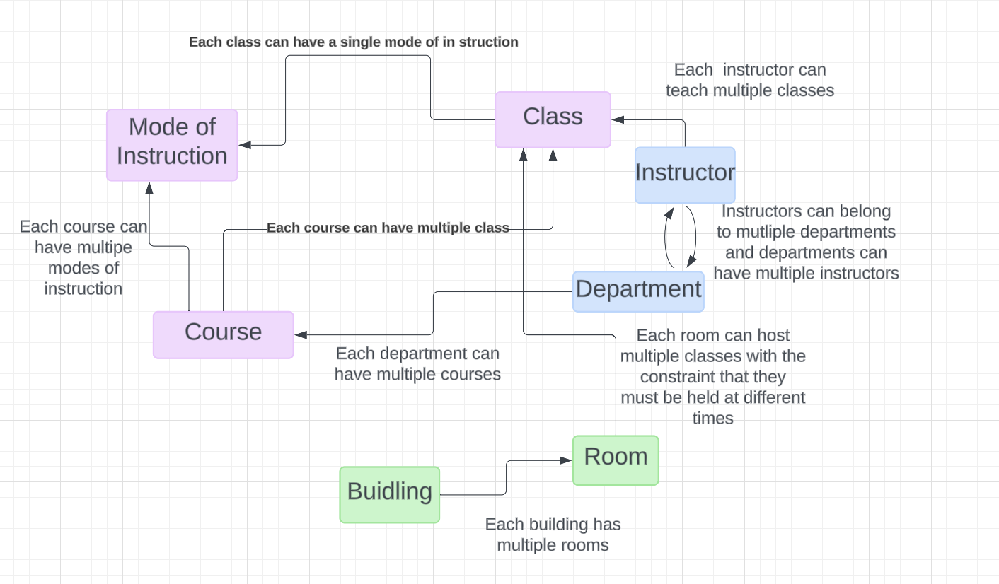 Each class can have a single mode of in struction
Each  instructor can
teach multiple classes
Class
Mode of
Instruction
Instructor
Instructors can belong
to mutliple departments
and departments can
have multiple instructors
Each course can
have multipe
modes of
instruction
Each course can have multiple class
Department
Course
Each department can
have multiple courses
Each room can host
multiple classes with the
constraint that they
must be held at different
times
Room
Buidling
Each building has
multiple rooms